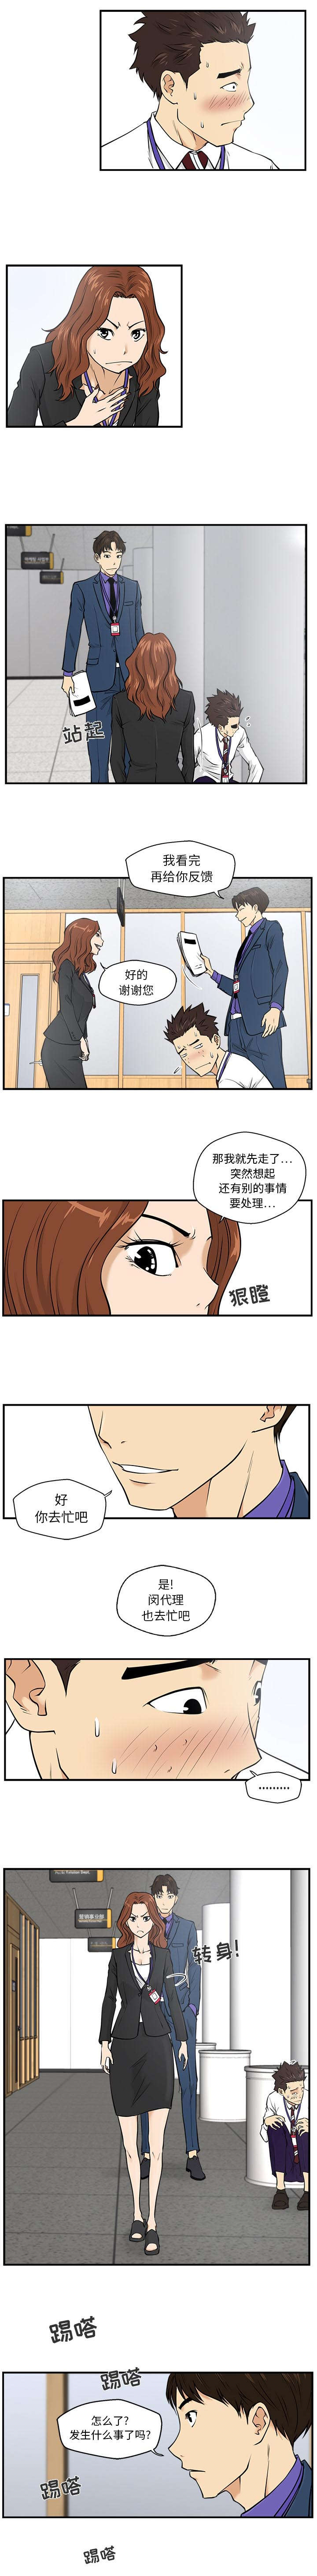 站起
我看完
再给你反馈
好的
谢谢您
那我就先走了...
突然想起
还有别的事情
要处理...
狠瞪
好
你去忙吧
是!
闵代理
也去忙吧
.........
转身!
踢嗒
踢嗒
怎么了?
发生什么事了吗?
踢嗒
踢嗒